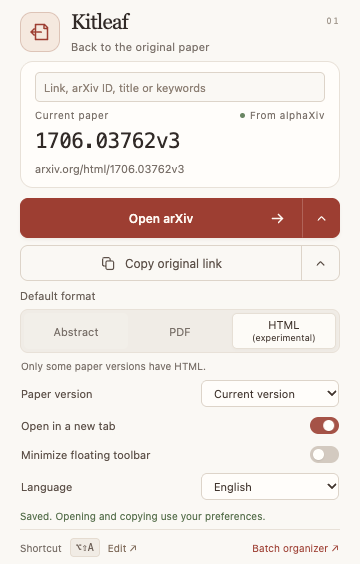 Kitleaf
01
Back to the original paper
Link, arXiv ID, title or keywords
Current paper
From alphaXiv
1706.03762v3
arxiv.org/html/1706.03762v3
Open arXiv →
Copy original link
Default format
Abstract
PDF
HTML
(experimental)
Only some paper versions have HTML.
Paper version
Current version
Open in a new tab
Minimize floating toolbar
Language
English
Saved. Opening and copying use your preferences.
Shortcut ⌥⇧A Edit ↗
Batch organizer ↗